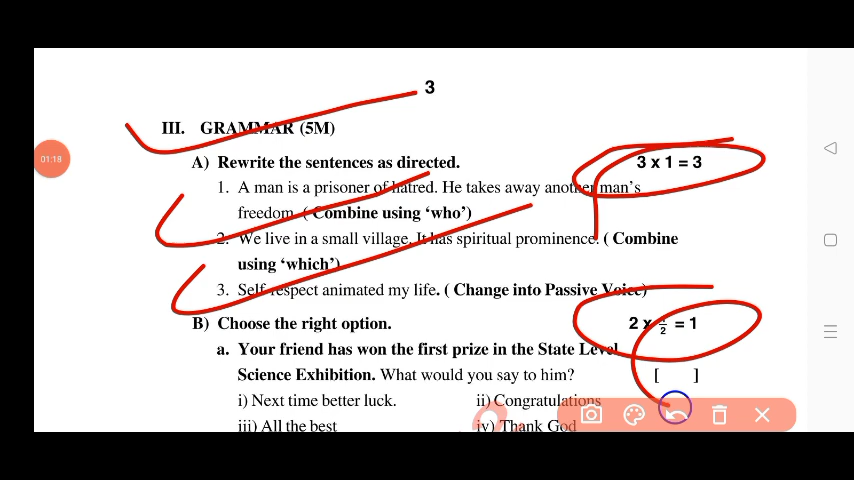 3
III. GRAMMAR (5M)
A) Rewrite the sentences as directed. 3 x 1 = 3
1. A man is a prisoner of hatred. He takes away another man's
freedom. ( Combine using ‘who’)
2. We live in a small village. It has spiritual prominence. ( Combine
using ‘which’)
01:18
3. Self-respect animated my life. ( Change into Passive Voice)
B) Choose the right option. 2 x ½ = 1
a. Your friend has won the first prize in the State Level
Science Exhibition. What would you say to him? [ ]
i) Next time better luck. ii) Congratulations
iii) All the best iv) Thank God